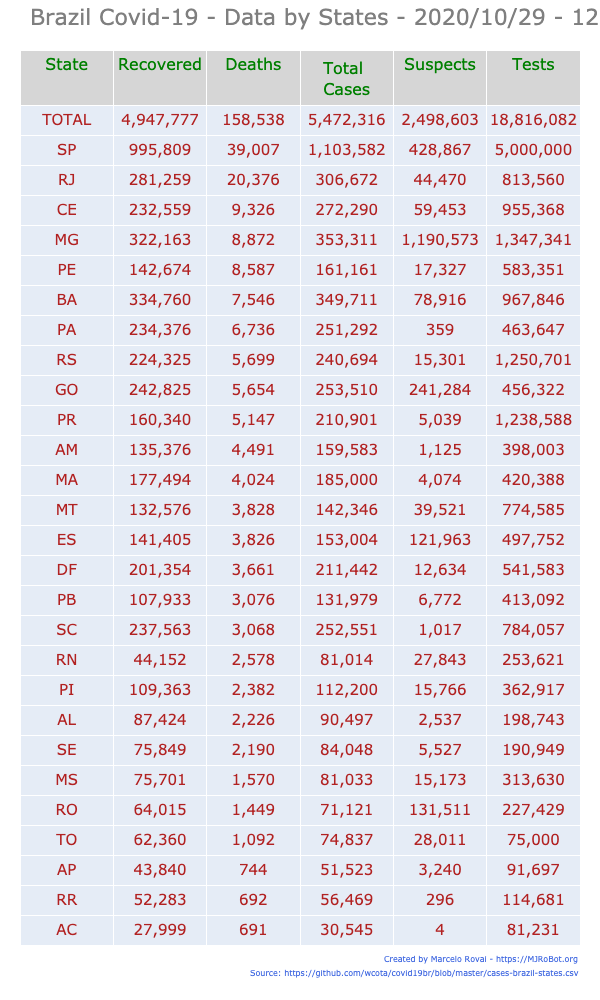 Brazil Covid-19 - Data by States - 2020/10/29 - 12
State Recovered Deaths Total Cases Suspects Tests
TOTAL 4,947,777 158,538 5,472,316 2,498,603 18,816,082
SP 995,809 39,007 1,103,582 428,867 5,000,000
RJ 281,259 20,376 306,672 44,470 813,560
CE 232,559 9,326 272,290 59,453 955,368
MG 322,163 8,872 353,311 1,190,573 1,347,341
PE 142,674 8,587 161,161 17,327 583,351
BA 334,760 7,546 349,711 78,916 967,846
PA 234,376 6,736 251,292 359 463,647
RS 224,325 5,699 240,694 15,301 1,250,701
GO 242,825 5,654 253,510 241,284 456,322
PR 160,340 5,147 210,901 5,039 1,238,588
AM 135,376 4,491 159,583 1,125 398,003
MA 177,494 4,024 185,000 4,074 420,388
MT 132,576 3,828 142,346 39,521 774,585
ES 141,405 3,826 153,004 121,963 497,752
DF 201,354 3,661 211,442 12,634 541,583
PB 107,933 3,076 131,979 6,772 413,092
SC 237,563 3,068 252,551 1,017 784,057
RN 44,152 2,578 81,014 27,843 253,621
PI 109,363 2,382 112,200 15,766 362,917
AL 87,424 2,226 90,497 2,537 198,743
SE 75,849 2,190 84,048 5,527 190,949
MS 75,701 1,570 81,033 15,173 313,630
RO 64,015 1,449 71,121 131,511 227,429
TO 62,360 1,092 74,837 28,011 75,000
AP 43,840 744 51,523 3,240 91,697
RR 52,283 692 56,469 296 114,681
AC 27,999 691 30,545 4 81,231
Created by Marcelo Rovai - https://MJRoBot.org
Source: https://github.com/wcota/covid19br/blob/master/cases-brazil-states.csv